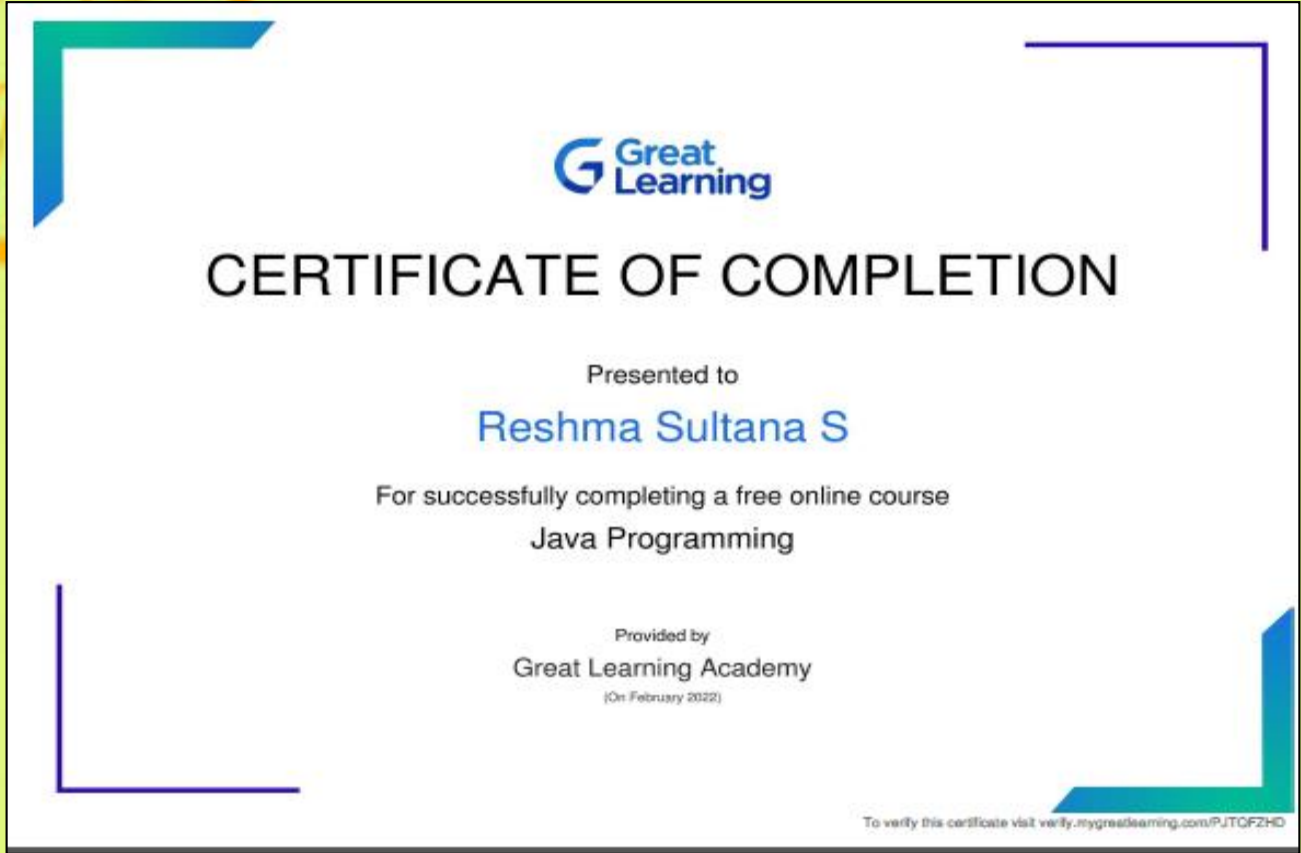 Great
Learning
CERTIFICATE OF COMPLETION
Presented to
Reshma Sultana S
For successfully completing a free online course
Java Programming
Provided by
Great Learning Academy
(On February 2022)
To verify this certificate visit verify.mygreatlearning.com/PJTQFZHD